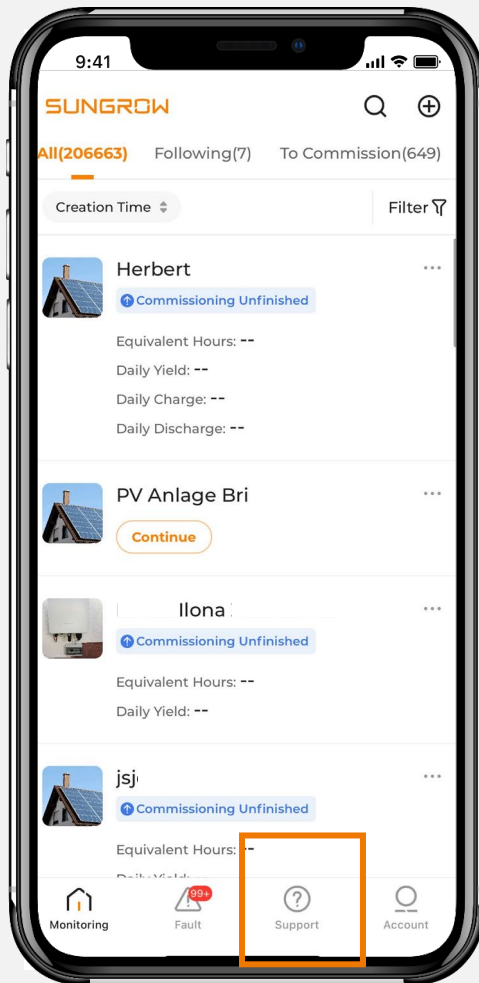 9:41
SUNGROW
All(206663) Following(7) To Commission(649)
Creation Time Filter
Herbert
Commissioning Unfinished
Equivalent Hours: --
Daily Yield: --
Daily Charge: --
Daily Discharge: --
PV Anlage Bri
Continue
Ilona
Commissioning Unfinished
Equivalent Hours: --
Daily Yield: --
jsj
Commissioning Unfinished
Equivalent Hours: --
99+
Monitoring Fault Support Account